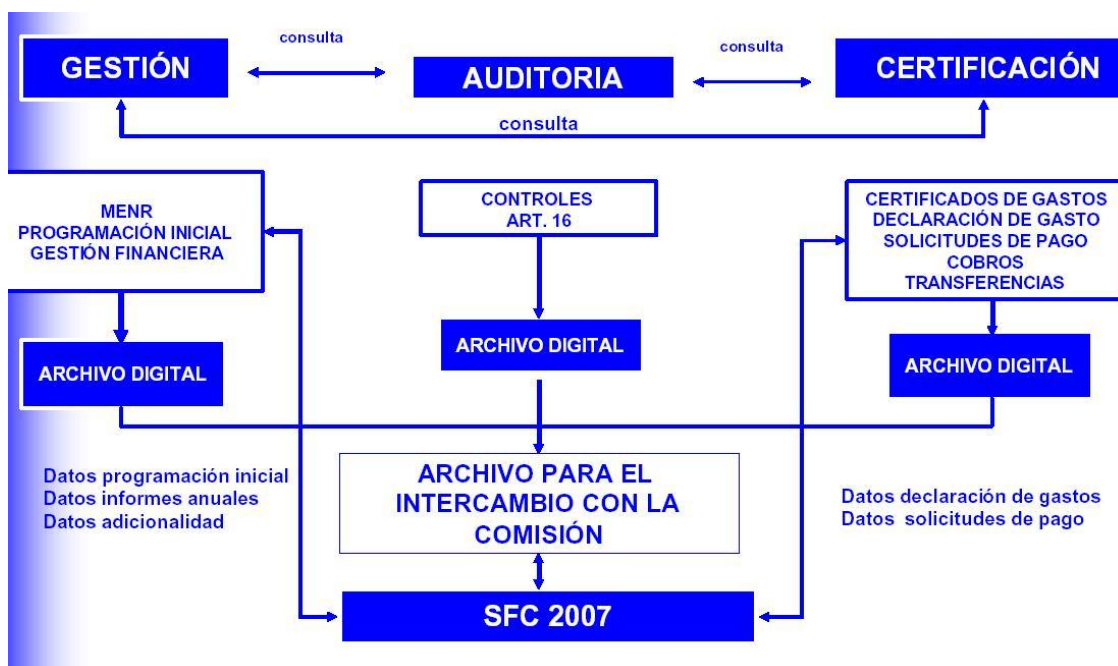 consulta
consulta
GESTIÓN
AUDITORIA
CERTIFICACIÓN
consulta
MENR
PROGRAMACIÓN INICIAL
GESTIÓN FINANCIERA
CONTROLES
ART. 16
CERTIFICADOS DE GASTOS
DECLARACIÓN DE GASTO
SOLICITUDES DE PAGO
COBROS
TRANSFERENCIAS
ARCHIVO DIGITAL
ARCHIVO DIGITAL
ARCHIVO DIGITAL
Datos programación inicial
Datos informes anuales
Datos adicionalidad
ARCHIVO PARA EL
INTERCAMBIO CON LA
COMISIÓN
Datos declaración de gastos
Datos solicitudes de pago
SFC 2007